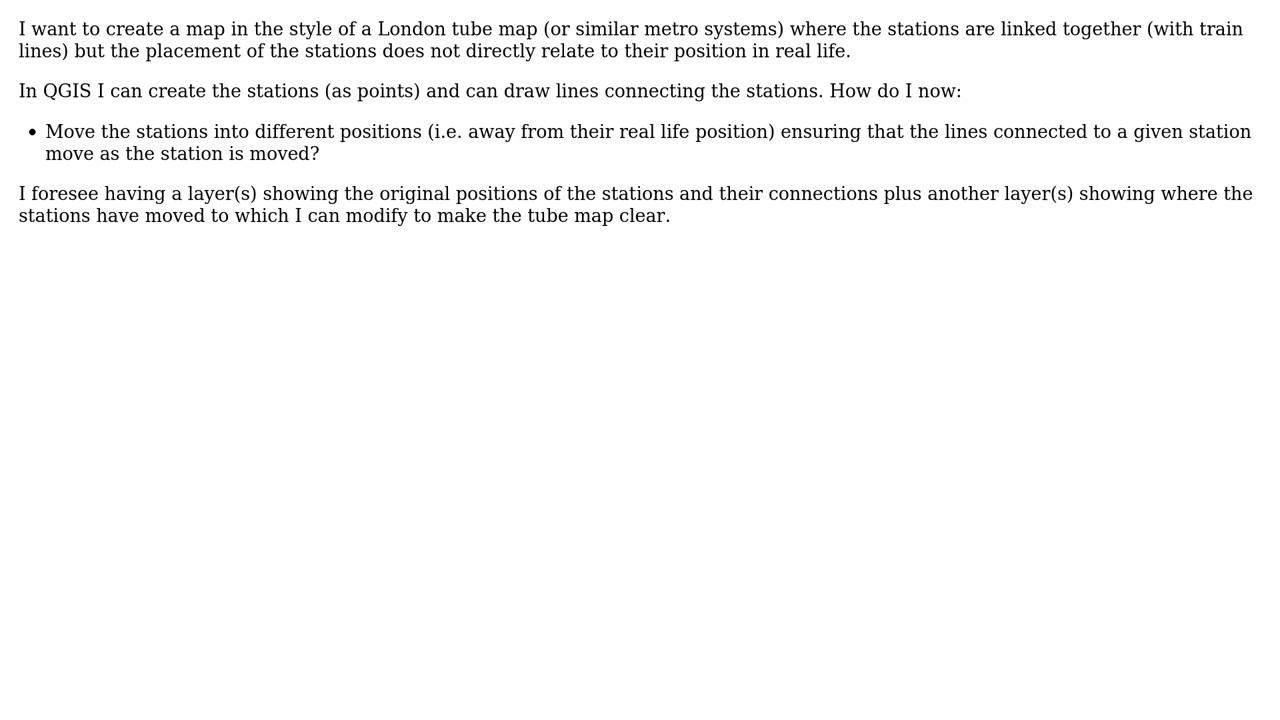 I want to create a map in the style of a London tube map (or similar metro systems) where the stations are linked together (with train
lines) but the placement of the stations does not directly relate to their position in real life.
In QGIS I can create the stations (as points) and can draw lines connecting the stations. How do I now:
• Move the stations into different positions (i.e. away from their real life position) ensuring that the lines connected to a given station
move as the station is moved?
I foresee having a layer(s) showing the original positions of the stations and their connections plus another layer(s) showing where the
stations have moved to which I can modify to make the tube map clear.